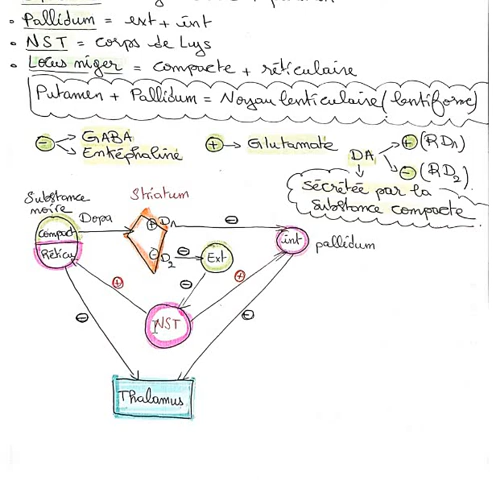 • Pallidum = ext + int
• NST = corps de Luys
• Locus niger = compacte + réticulaire
Putamen + Pallidum = Noyau lenticulaire (lentiforme)
⊖ → GABA
→ Enképhaline
⊕ → Glutamate
DA → ⊕ (RD1)
→ ⊖ (RD2)
sécrétée par la
substance compacte
Substance
noire
Striatum
Dopa
Compact
Réticu
⊕ D1
⊖ D2
⊖
⊖
Ext
int
pallidum
⊕
⊖
⊕
NST
⊖
⊖
Thalamus